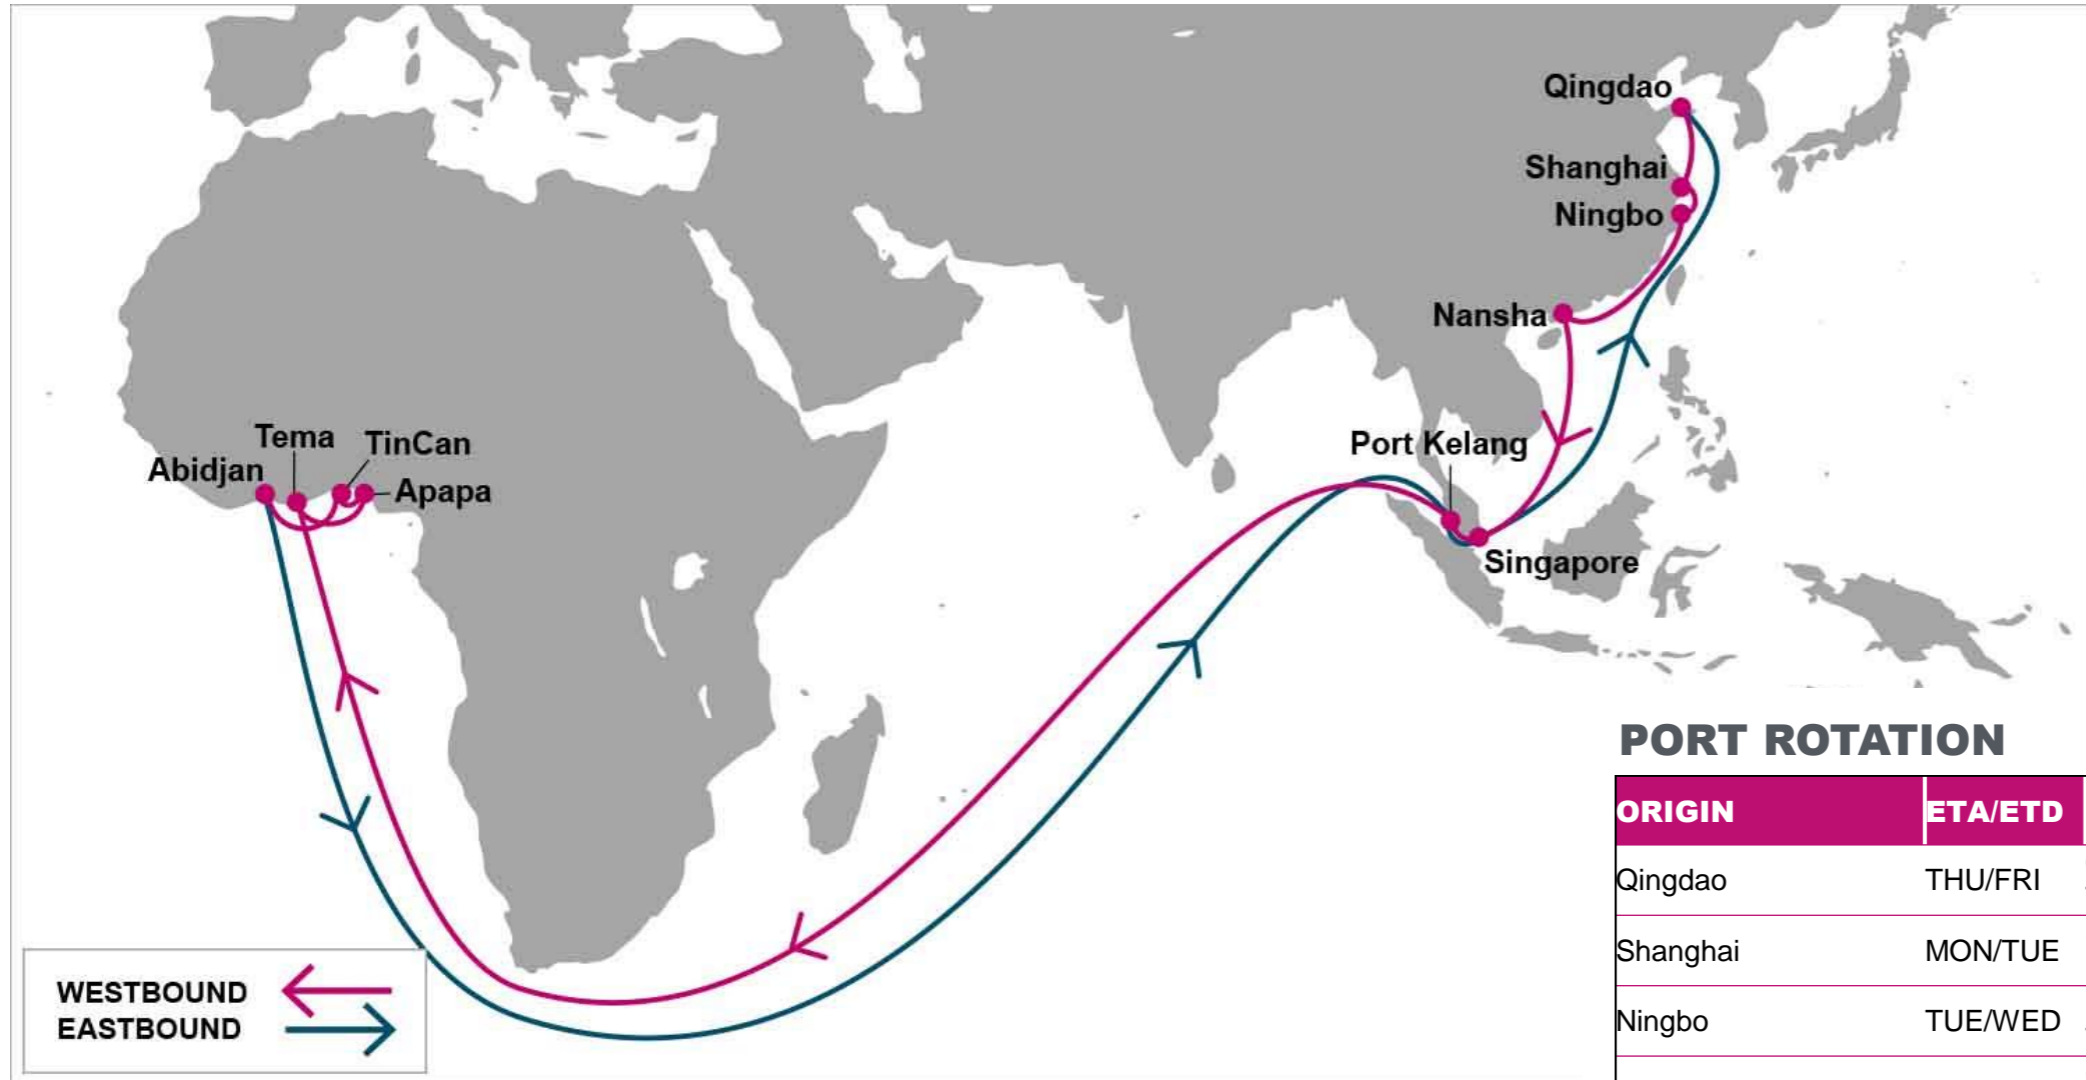 Qingdao
Shanghai
Ningbo
Nansha
Tema
TinCan
Port Kelang
Abidjan
Apapa
Singapore
PORT ROTATION
ORIGIN ETA/ETD
Qingdao THU/FRI
Shanghai MON/TUE
Ningbo TUE/WED
WESTBOUND
EASTBOUND